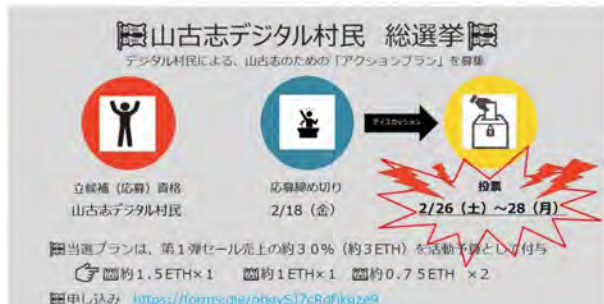 山古志デジタル村民 総選挙
デジタル村民による、山古志のための「アクションプラン」を募集
ディスカッション
立候補（応募）資格
山古志デジタル村民
応募締め切り
2/18（金）
投票
2/26（土）～28（月）
当選プランは、第1弾セール売上の約30%（約3ETH）を活動予算として付与
約1.5ETH×1 約1ETH×1 約0.75ETH ×2
申し込み